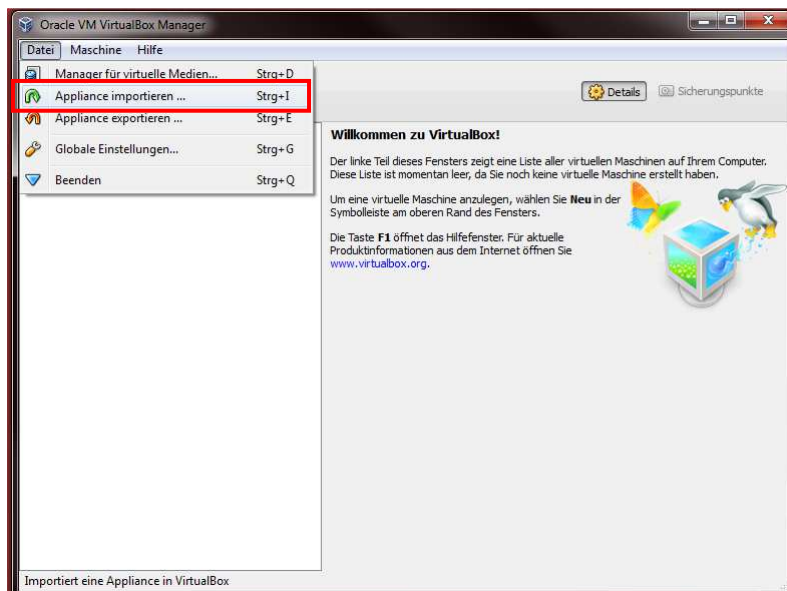 Oracle VM VirtualBox Manager
Datei Maschine Hilfe
Manager für virtuelle Medien... Strg+D
Appliance importieren ... Strg+I
Appliance exportieren ... Strg+E
Globale Einstellungen... Strg+G
Beenden Strg+Q
Details Sicherungspunkte
Willkommen zu VirtualBox!
Der linke Teil dieses Fensters zeigt eine Liste aller virtuellen Maschinen auf Ihrem Computer.
Diese Liste ist momentan leer, da Sie noch keine virtuelle Maschine erstellt haben.
Um eine virtuelle Maschine anzulegen, wählen Sie Neu in der
Symbolleiste am oberen Rand des Fensters.
Die Taste F1 öffnet das Hilfefenster. Für aktuelle
Produktinformationen aus dem Internet öffnen Sie
www.virtualbox.org.
Importiert eine Appliance in VirtualBox